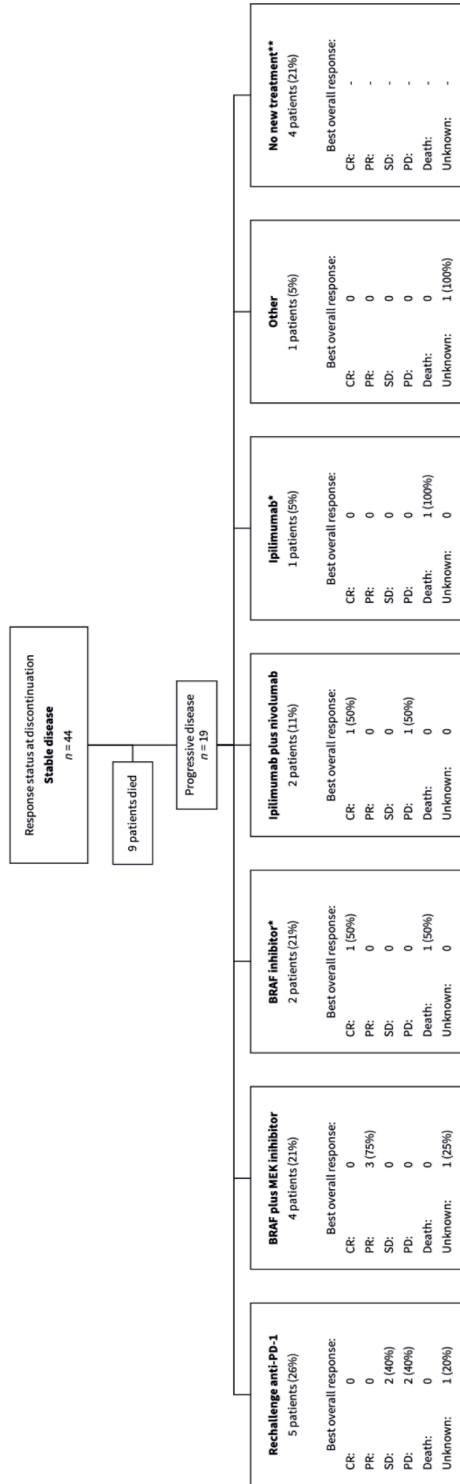 Response status at discontinuation
Stable disease
n = 44
9 patients died
Progressive disease
n = 19
Rechallenge anti-PD-1
5 patients (26%)
Best overall response:
CR: 0
PR: 0
SD: 2 (40%)
PD: 2 (40%)
Death: 0
Unknown: 1 (20%)
BRAF plus MEK inihibitor
4 patients (21%)
Best overall response:
CR: 0
PR: 3 (75%)
SD: 0
PD: 0
Death: 0
Unknown: 1 (25%)
BRAF inhibitor*
2 patients (21%)
Best overall response:
CR: 1 (50%)
PR: 0
SD: 0
PD: 0
Death: 1 (50%)
Unknown: 0
Ipilimumab plus nivolumab
2 patients (11%)
Best overall response:
CR: 1 (50%)
PR: 0
SD: 0
PD: 1 (50%)
Death: 0
Unknown: 0
Ipilimumab*
1 patients (5%)
Best overall response:
CR: 0
PR: 0
SD: 0
PD: 0
Death: 1 (100%)
Unknown: 0
Other
1 patients (5%)
Best overall response:
CR: 0
PR: 0
SD: 0
PD: 0
Death: 0
Unknown: 1 (100%)
No new treatment**
4 patients (21%)
Best overall response:
CR: -
PR: -
SD: -
PD: -
Death: -
Unknown: -